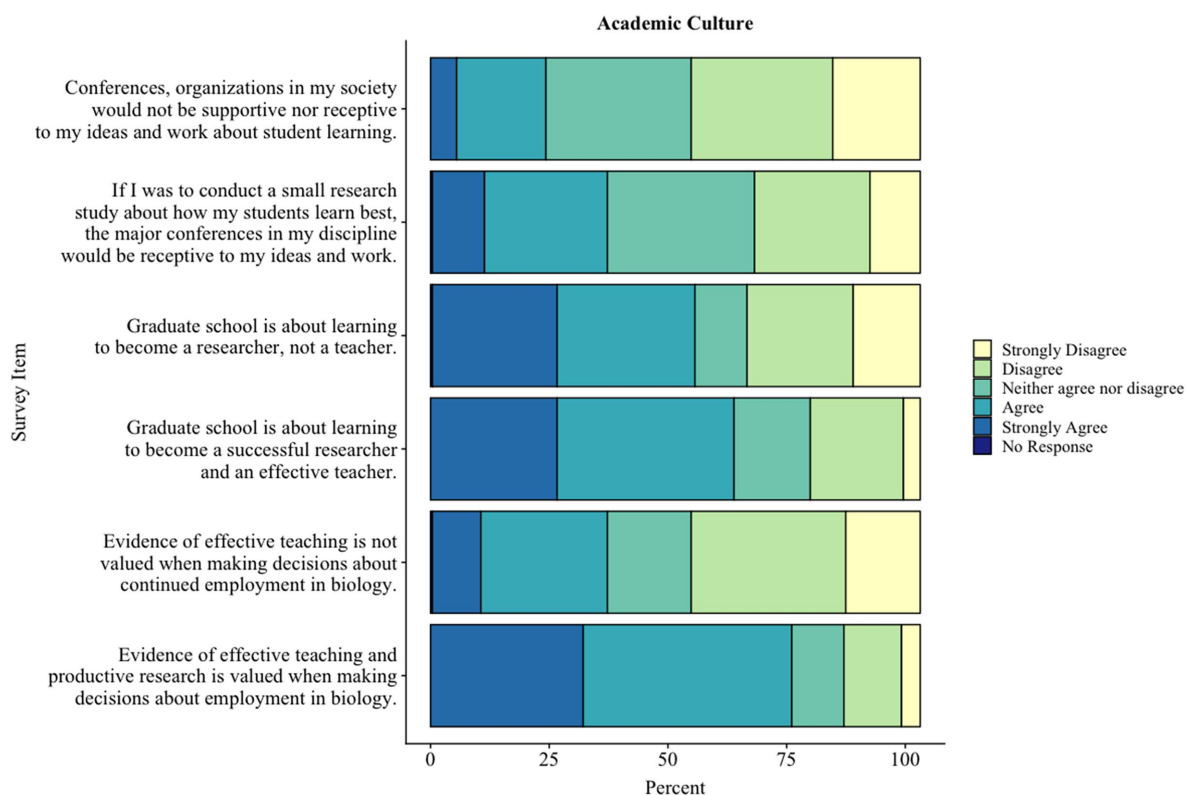 Academic Culture
Conferences, organizations in my society
would not be supportive nor receptive
to my ideas and work about student learning.
If I was to conduct a small research
study about how my students learn best,
the major conferences in my discipline
would be receptive to my ideas and work.
Graduate school is about learning
to become a researcher, not a teacher.
Graduate school is about learning
to become a successful researcher
and an effective teacher.
Evidence of effective teaching is not
valued when making decisions about
continued employment in biology.
Evidence of effective teaching and
productive research is valued when making
decisions about employment in biology.
Survey Item
0 25 50 75 100
Percent
Strongly Disagree
Disagree
Neither agree nor disagree
Agree
Strongly Agree
No Response